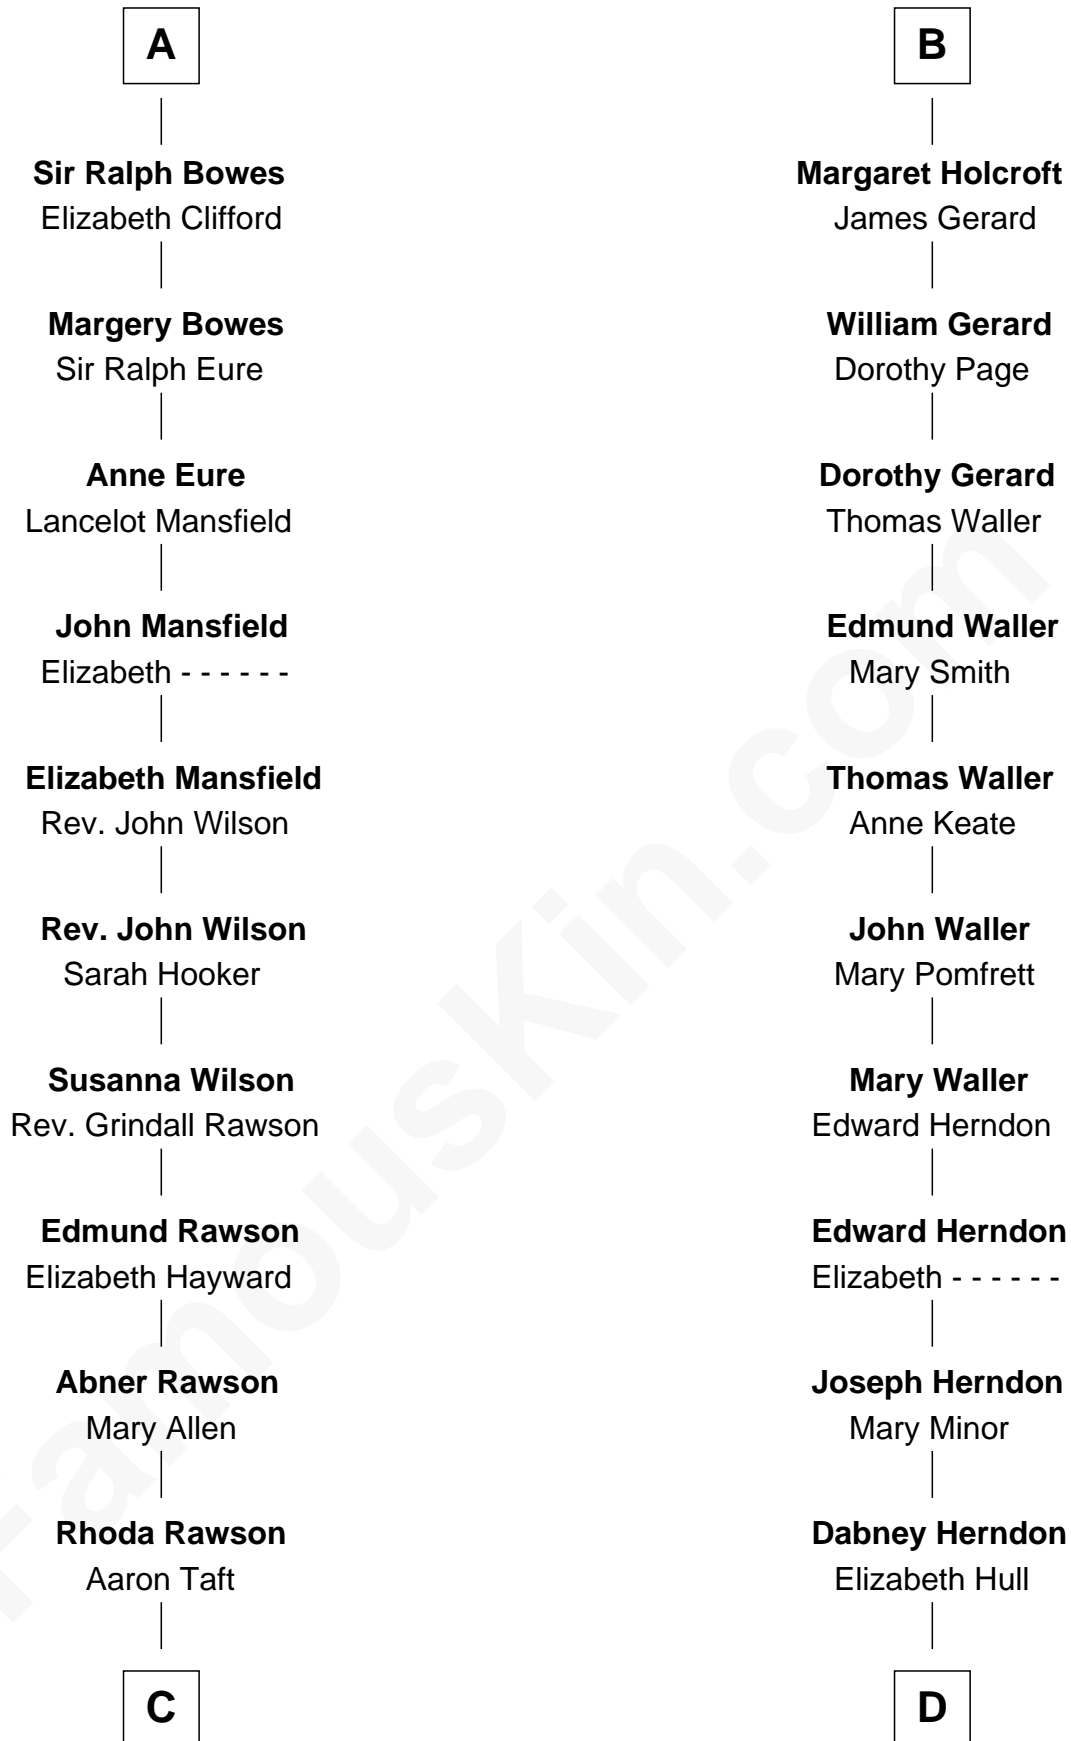 A
Sir Ralph Bowes
Elizabeth Clifford
Margery Bowes
Sir Ralph Eure
Anne Eure
Lancelot Mansfield
John Mansfield
Elizabeth - - - - - -
Elizabeth Mansfield
Rev. John Wilson
Rev. John Wilson
Sarah Hooker
Susanna Wilson
Rev. Grindall Rawson
Edmund Rawson
Elizabeth Hayward
Abner Rawson
Mary Allen
Rhoda Rawson
Aaron Taft
C
B
Margaret Holcroft
James Gerard
William Gerard
Dorothy Page
Dorothy Gerard
Thomas Waller
Edmund Waller
Mary Smith
Thomas Waller
Anne Keate
John Waller
Mary Pomfrett
Mary Waller
Edward Herndon
Edward Herndon
Elizabeth - - - - - -
Joseph Herndon
Mary Minor
Dabney Herndon
Elizabeth Hull
D
FamousKin.com